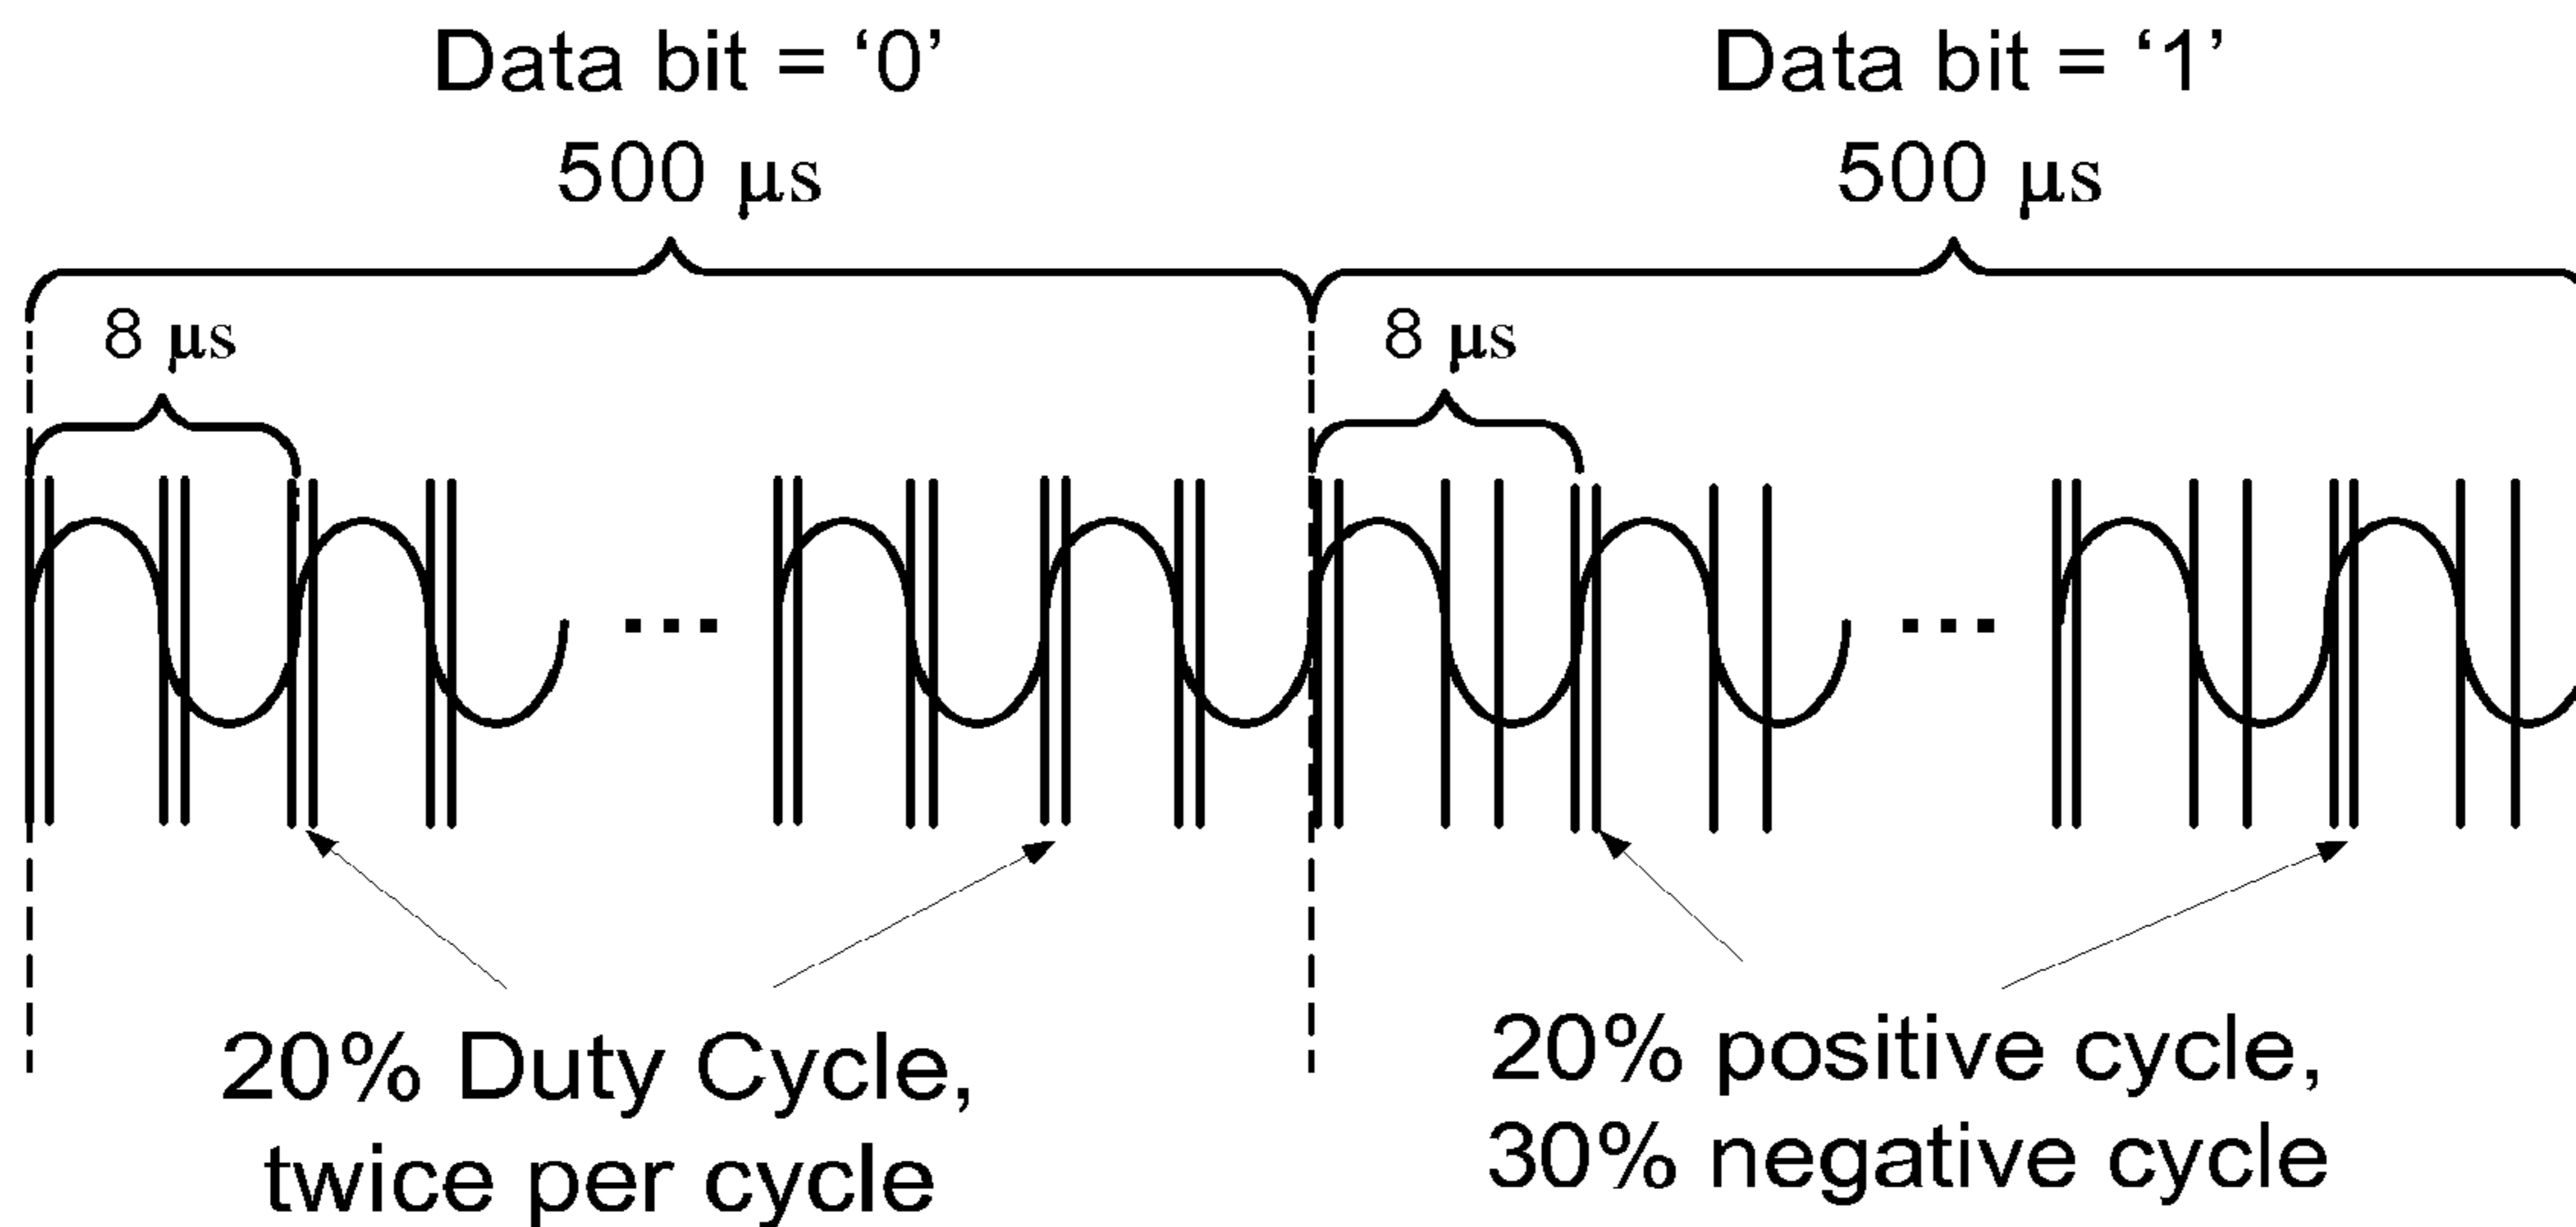 Data bit = ‘0’
500 μs
Data bit = ‘1’
500 μs
8 μs
8 μs
20% Duty Cycle,
twice per cycle
20% positive cycle,
30% negative cycle